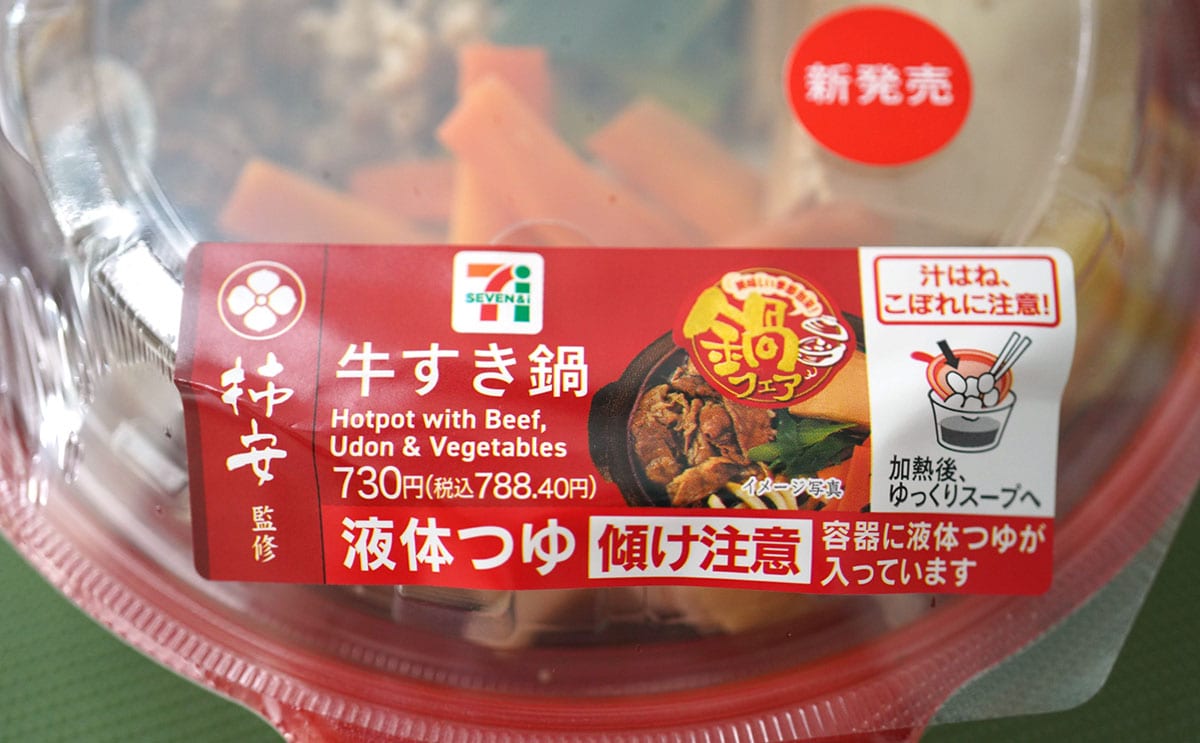 新発売
柿安
監修
7i
SEVEN&i
牛すき鍋
Hotpot with Beef,
Udon & Vegetables
730円(税込788.40円)
鍋
フェア
イメージ写真
汁はね、
こぼれに注意!
加熱後、
ゆっくりスープへ
液体つゆ 傾け注意
容器に液体つゆが
入っています